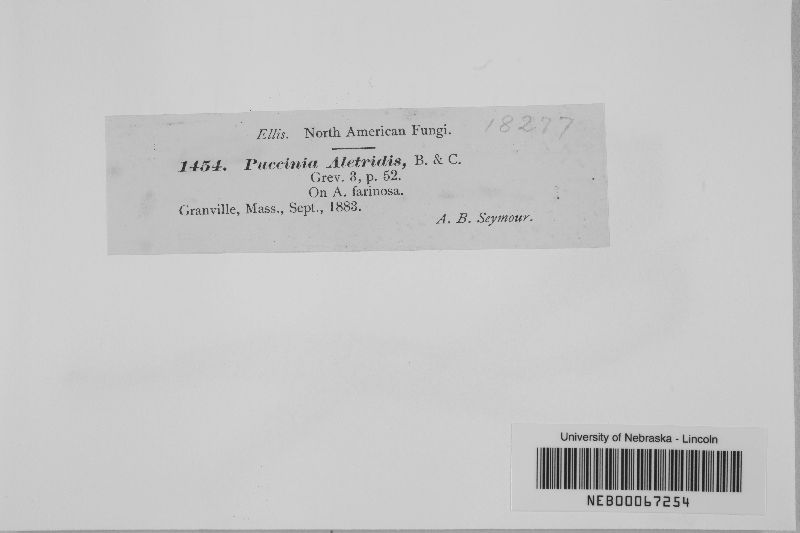 Ellis. North American Fungi.
18277
1454. Puccinia Aletridis, B. & C.
Grev. 3, p. 52.
On A. farinosa.
Granville, Mass., Sept., 1883.
A. B. Seymour.
University of Nebraska - Lincoln
NEB00067254